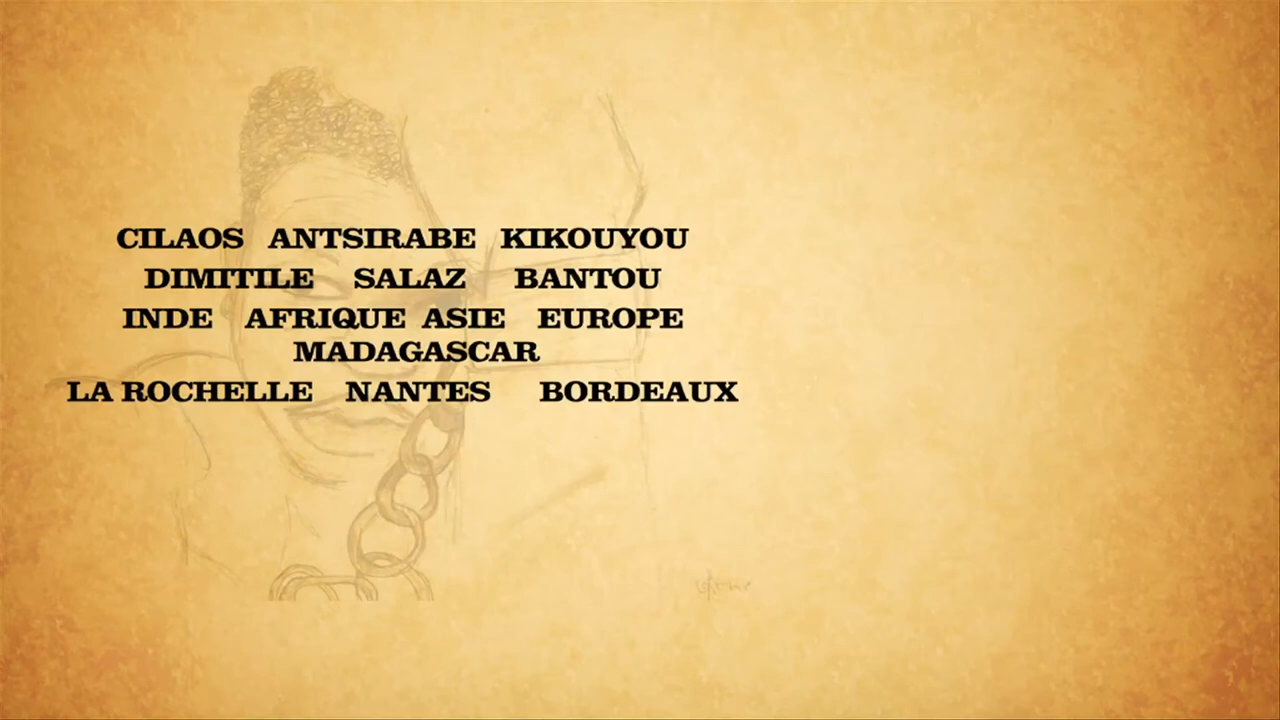 CILAOS ANTSIRABE KIKOUYOU
DIMITILE SALAZ BANTOU
INDE AFRIQUE ASIE EUROPE
MADAGASCAR
LA ROCHELLE NANTES BORDEAUX